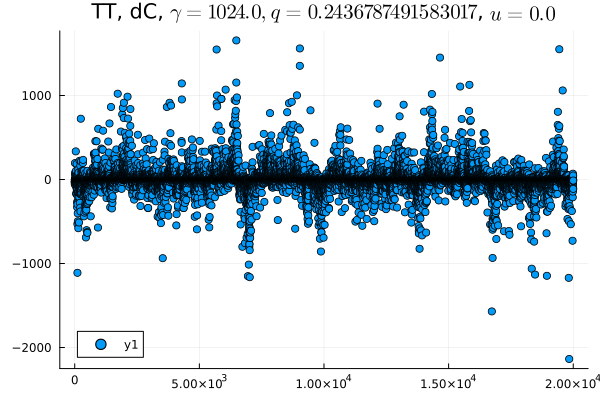 TT, dC, γ = 1024.0, q = 0.2436787491583017, u = 0.0
1000
0
−1000
−2000
y1
0 5.00×10³ 1.00×10⁴ 1.50×10⁴ 2.00×10⁴